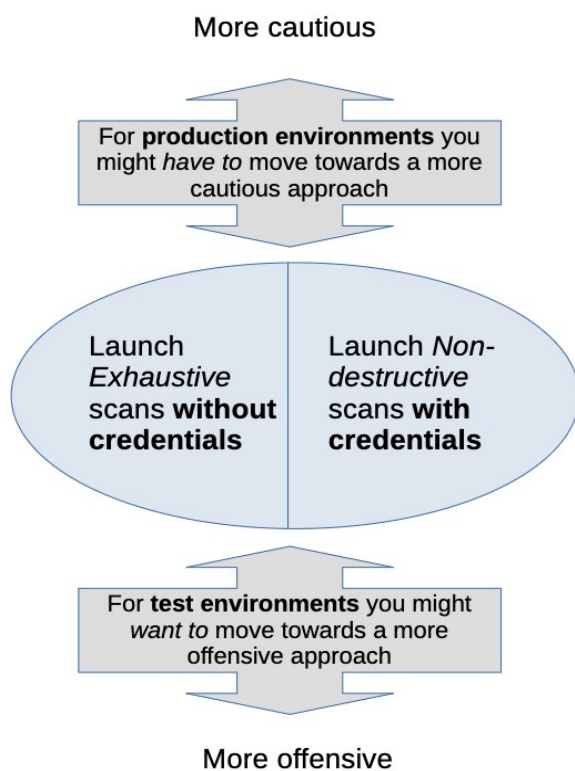 More cautious
For production environments you
might have to move towards a more
cautious approach
Launch
Exhaustive
scans without
credentials
Launch Non-
destructive
scans with
credentials
For test environments you might
want to move towards a more
offensive approach
More offensive